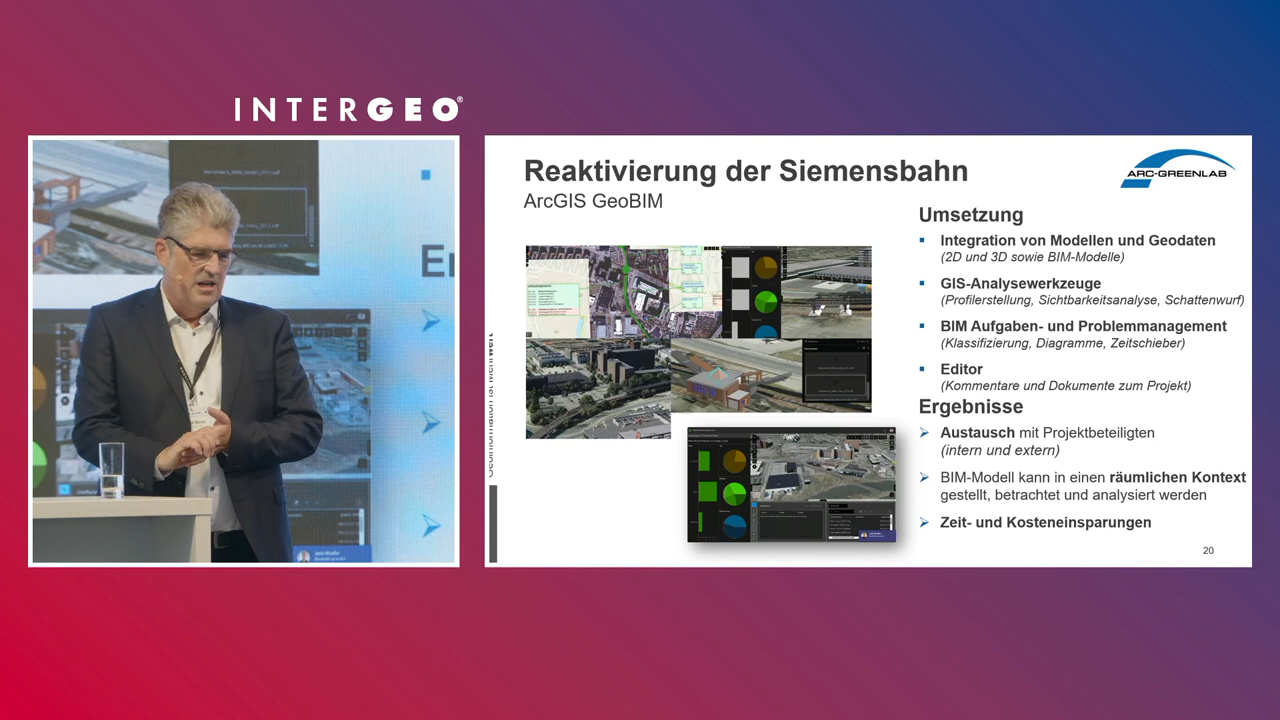 INTERGEO®
Reaktivierung der Siemensbahn
ArcGIS GeoBIM
ARC-GREENLAB
Umsetzung
Integration von Modellen und Geodaten
(2D und 3D sowie BIM-Modelle)
GIS-Analysewerkzeuge
(Profilerstellung, Sichtbarkeitsanalyse, Schattenwurf)
BIM Aufgaben- und Problemmanagement
(Klassifizierung, Diagramme, Zeitschieber)
Editor
(Kommentare und Dokumente zum Projekt)
Ergebnisse
Austausch mit Projektbeteiligten
(intern und extern)
BIM-Modell kann in einen räumlichen Kontext
gestellt, betrachtet und analysiert werden
Zeit- und Kosteneinsparungen
20